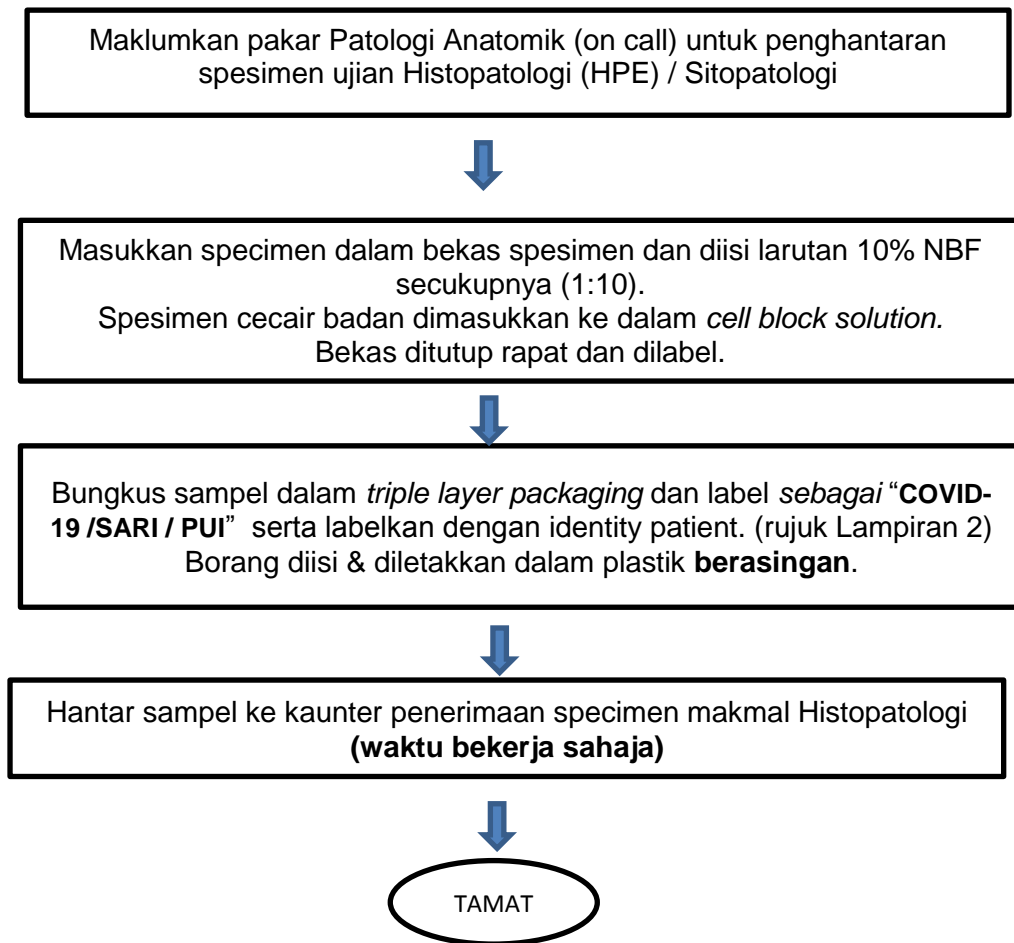 Maklumkan pakar Patologi Anatomik (on call) untuk penghantaran
spesimen ujian Histopatologi (HPE) / Sitopatologi
Masukkan specimen dalam bekas spesimen dan diisi larutan 10% NBF
secukupnya (1:10).
Spesimen cecair badan dimasukkan ke dalam cell block solution.
Bekas ditutup rapat dan dilabel.
Bungkus sampel dalam triple layer packaging dan label sebagai “COVID-
19 /SARI / PUI” serta labelkan dengan identity patient. (rujuk Lampiran 2)
Borang diisi & diletakkan dalam plastik berasingan.
Hantar sampel ke kaunter penerimaan specimen makmal Histopatologi
(waktu bekerja sahaja)
TAMAT